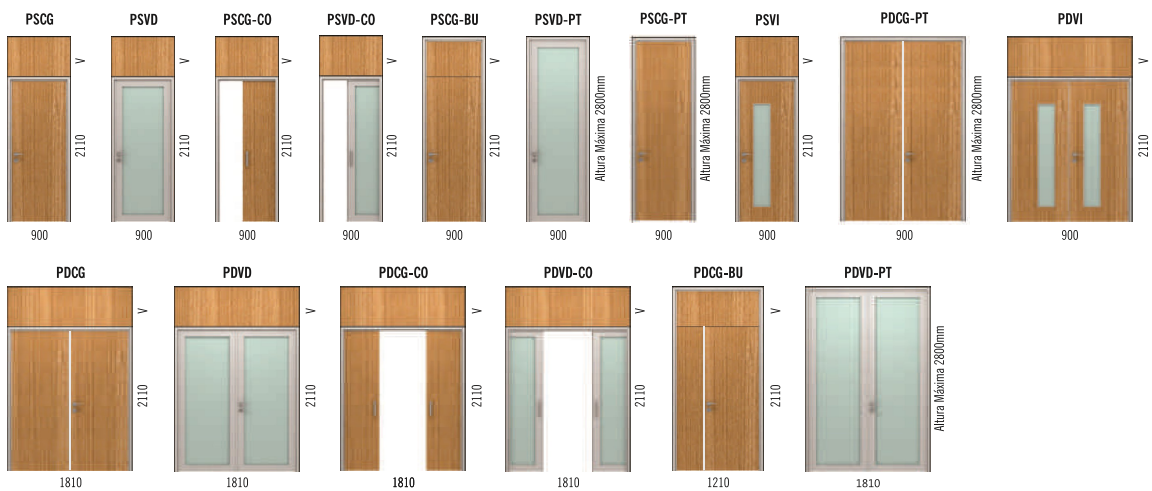 PSCG PSVD PSCG-CO PSVD-CO PSCG-BU PSVD-PT PSCG-PT PSVI PDCG-PT PDVI
V V V V V V V
2110 2110 2110 2110 2110 Altura Máxima 2800mm Altura Máxima 2800mm 2110 Altura Máxima 2800mm 2110
900 900 900 900 900 900 900 900 900 900
PDCG PDVD PDCG-CO PDVD-CO PDCG-BU PDVD-PT
V V V V V
2110 2110 2110 2110 2110 Altura Máxima 2800mm
1810 1810 1810 1810 1210 1810